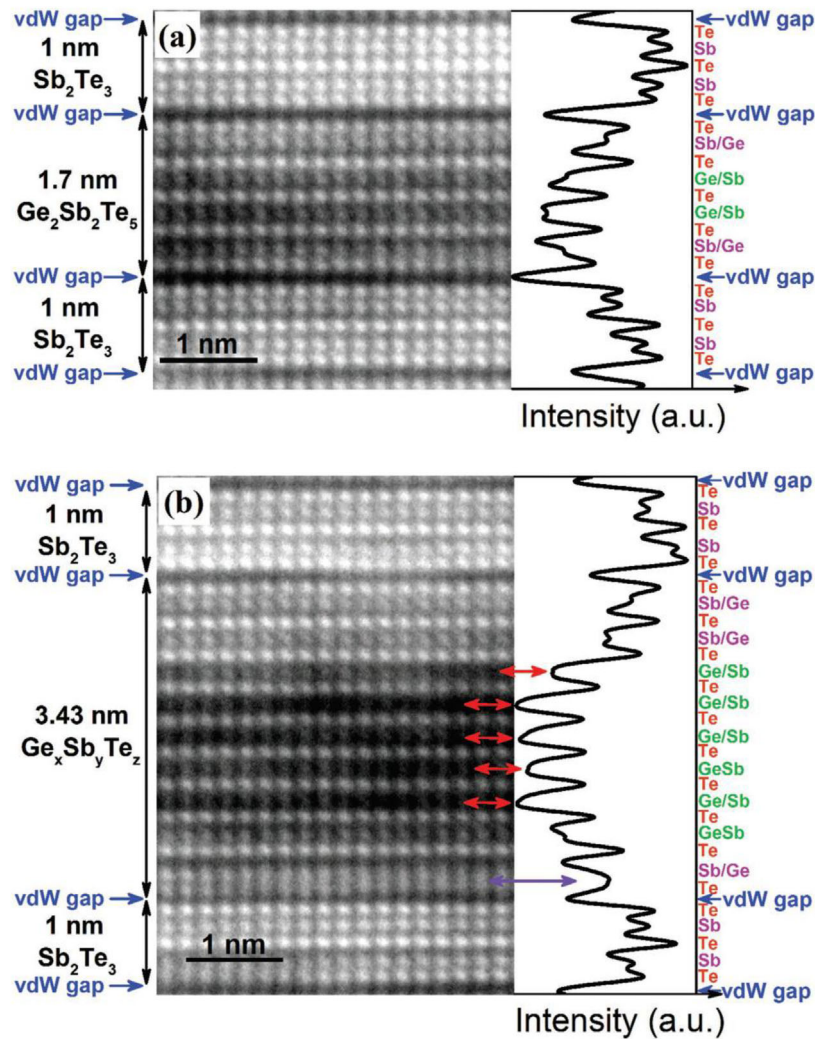 (a)
vdW gap
1 nm
Sb2Te3
vdW gap
1.7 nm
Ge2Sb2Te5
vdW gap
1 nm
Sb2Te3
vdW gap
1 nm
vdW gap
Te
Sb
Te
Sb
Te
vdW gap
Te
Sb/Ge
Te
Ge/Sb
Te
Ge/Sb
Te
Sb/Ge
Te
vdW gap
Te
Sb
Te
Sb
Te
vdW gap
Intensity (a.u.)
(b)
vdW gap
1 nm
Sb2Te3
vdW gap
3.43 nm
GexSbyTez
vdW gap
1 nm
Sb2Te3
vdW gap
1 nm
vdW gap
Te
Sb
Te
Sb
Te
vdW gap
Te
Sb/Ge
Te
Sb/Ge
Te
Ge/Sb
Te
Ge/Sb
Te
Ge/Sb
Te
GeSb
Te
Ge/Sb
Te
GeSb
Te
Sb/Ge
Te
vdW gap
Te
Sb
Te
Sb
Te
vdW gap
Intensity (a.u.)